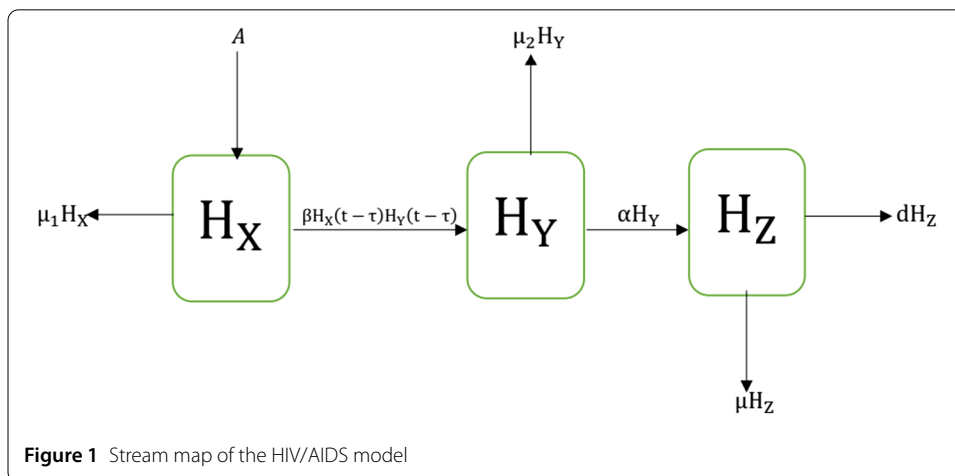 A
μ₂H_Y
μ₁H_X
H_X
βH_X(t − τ)H_Y(t − τ)
H_Y
αH_Y
H_Z
dH_Z
μH_Z
Figure 1 Stream map of the HIV/AIDS model